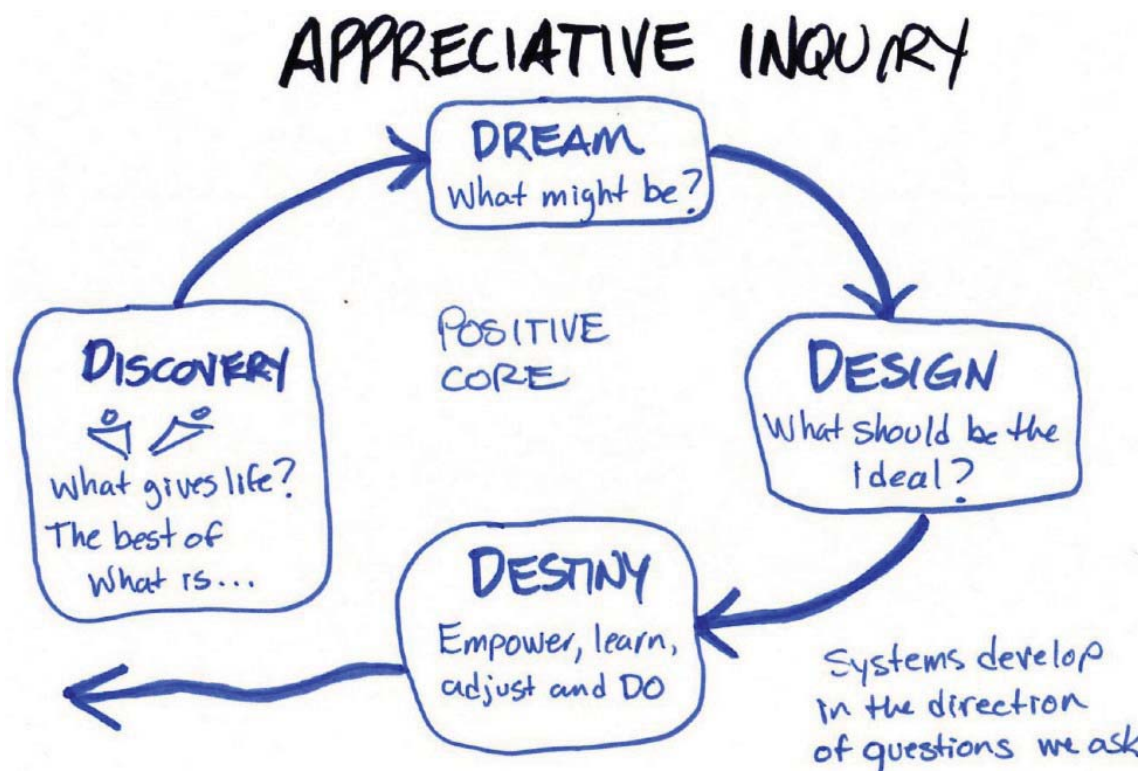 APPRECIATIVE INQUIRY
DREAM
What might be?
POSITIVE
CORE
DISCOVERY
What gives life?
The best of
What is...
DESIGN
What should be the
Ideal?
DESTINY
Empower, learn,
adjust and DO
Systems develop
in the direction
of questions we ask